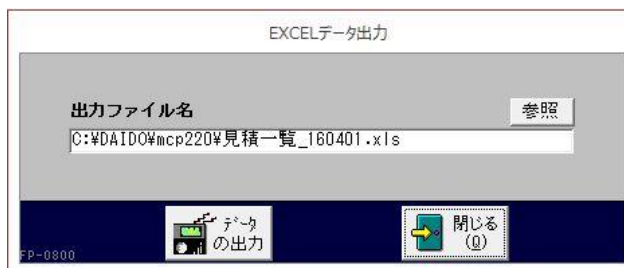 EXCELデータ出力
出力ファイル名
参照
C:¥DAIDO¥mcp220¥見積一覧_160401.xls
ﾃﾞｰﾀ
の出力
閉じる
(Q)
FP-0800